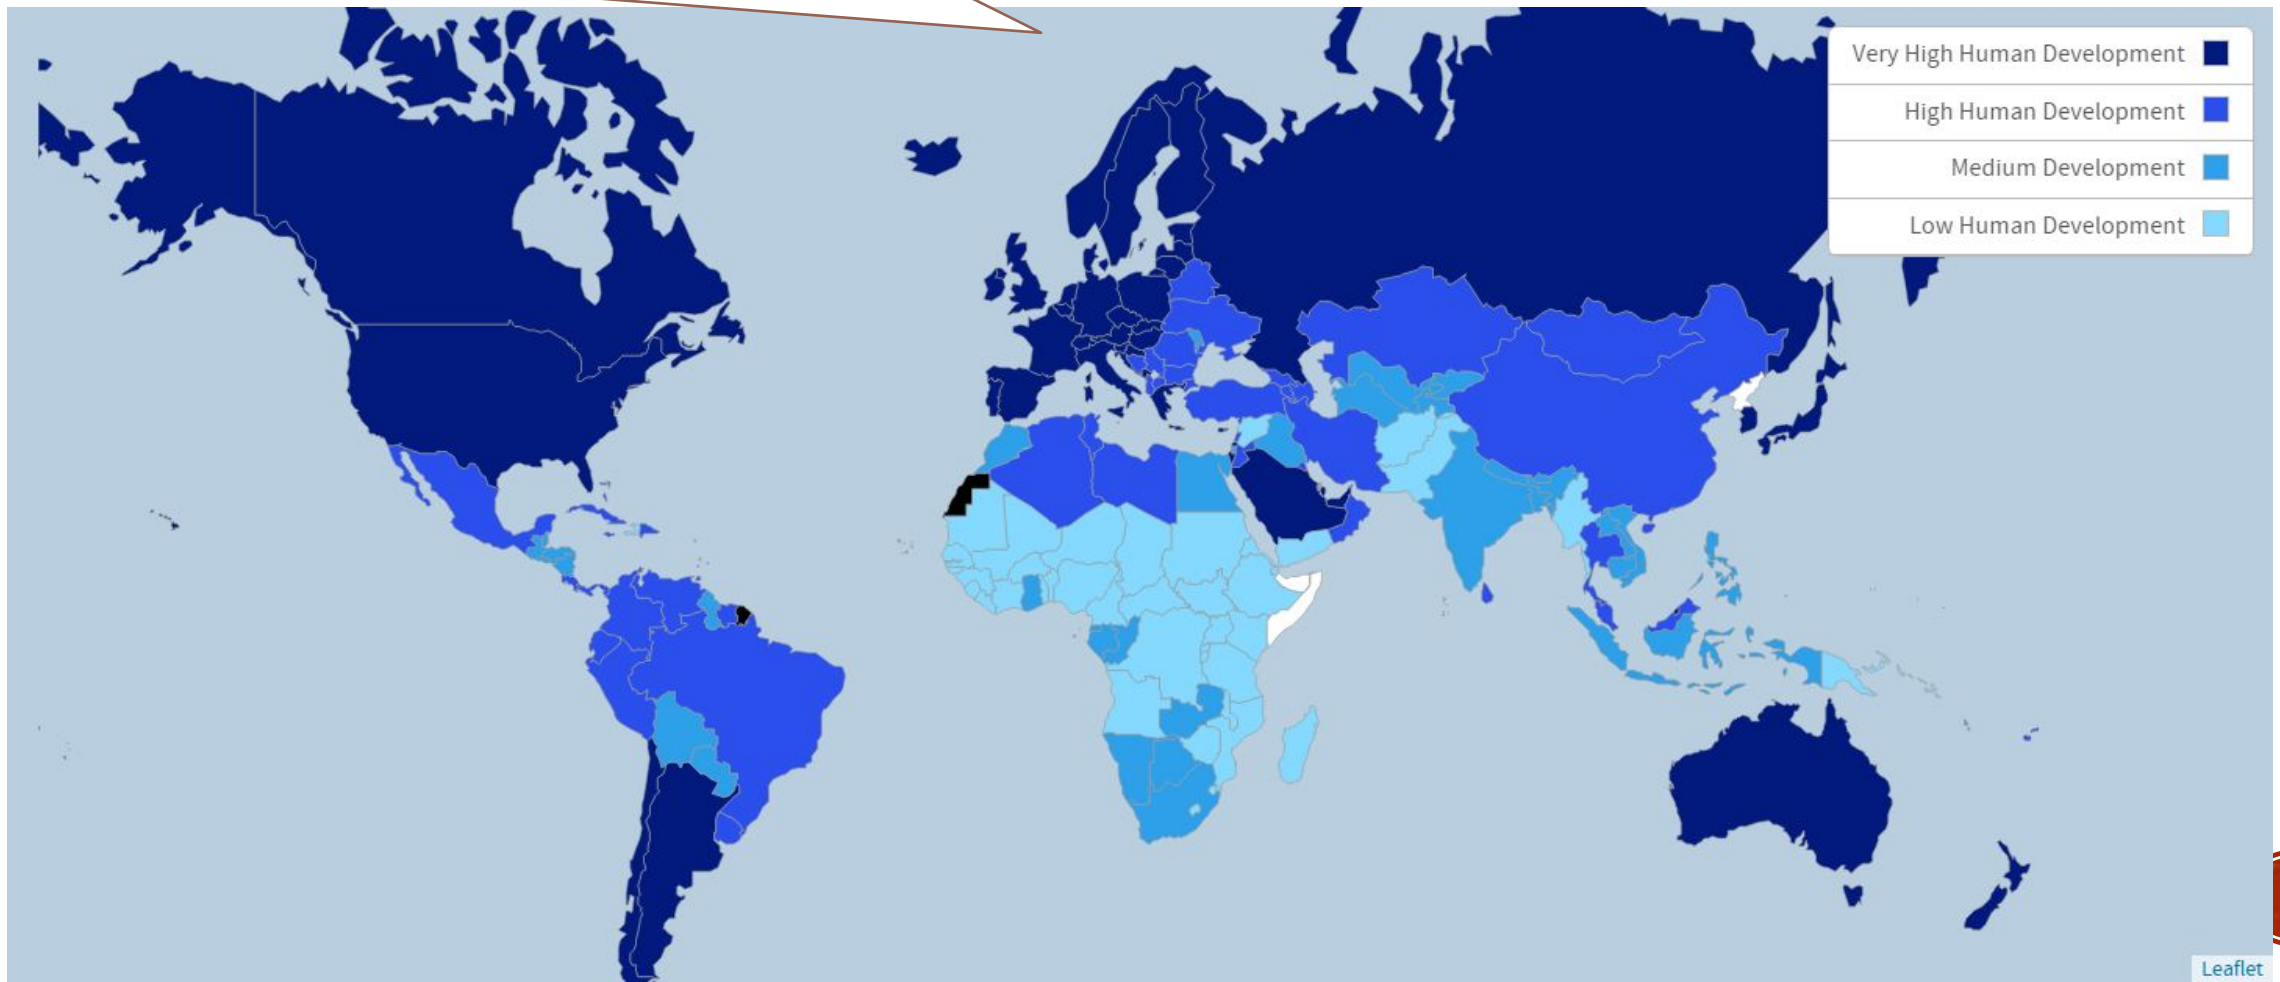 Very High Human Development
High Human Development
Medium Development
Low Human Development
Leaflet